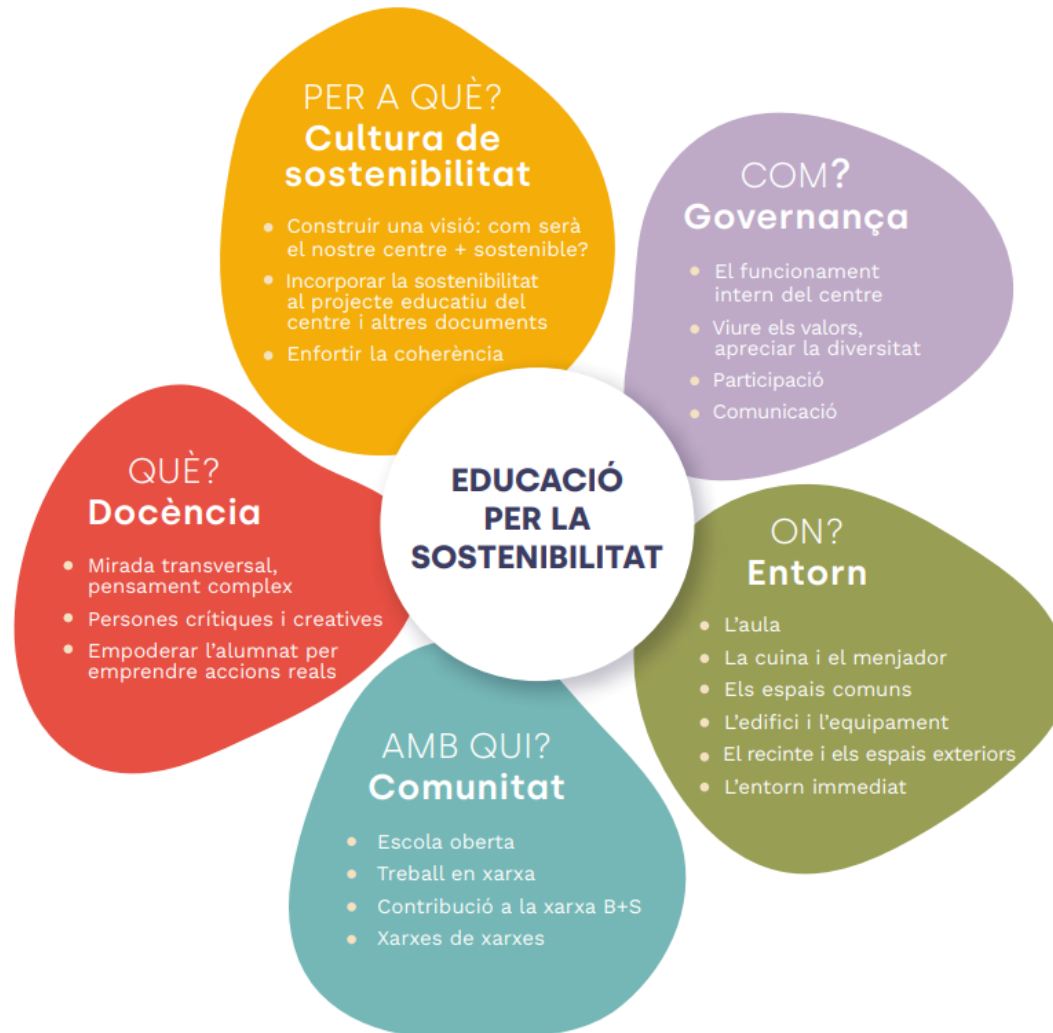 PER A QUÈ?
Cultura de
sostenibilitat
Construir una visió: com serà
el nostre centre + sostenible?
Incorporar la sostenibilitat
al projecte educatiu del
centre i altres documents
Enfortir la coherència
COM?
Governança
El funcionament
intern del centre
Viure els valors,
apreciar la diversitat
Participació
Comunicació
EDUCACIÓ
PER LA
SOSTENIBILITAT
QUÈ?
Docència
Mirada transversal,
pensament complex
Persones crítiques i creatives
Empoderar l'alumnat per
emprendre accions reals
ON?
Entorn
L'aula
La cuina i el menjador
Els espais comuns
L'edifici i l'equipament
El recinte i els espais exteriors
L'entorn immediat
AMB QUI?
Comunitat
Escola oberta
Treball en xarxa
Contribució a la xarxa B+S
Xarxes de xarxes